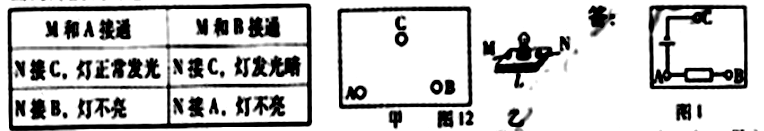 M和A接通 M和B接通
N接C,灯正常发光 N接C,灯发光暗
N接B,灯不亮 N接A,灯不亮
C
A B
甲 图12
M N
L
乙
答:
C
A B
图1